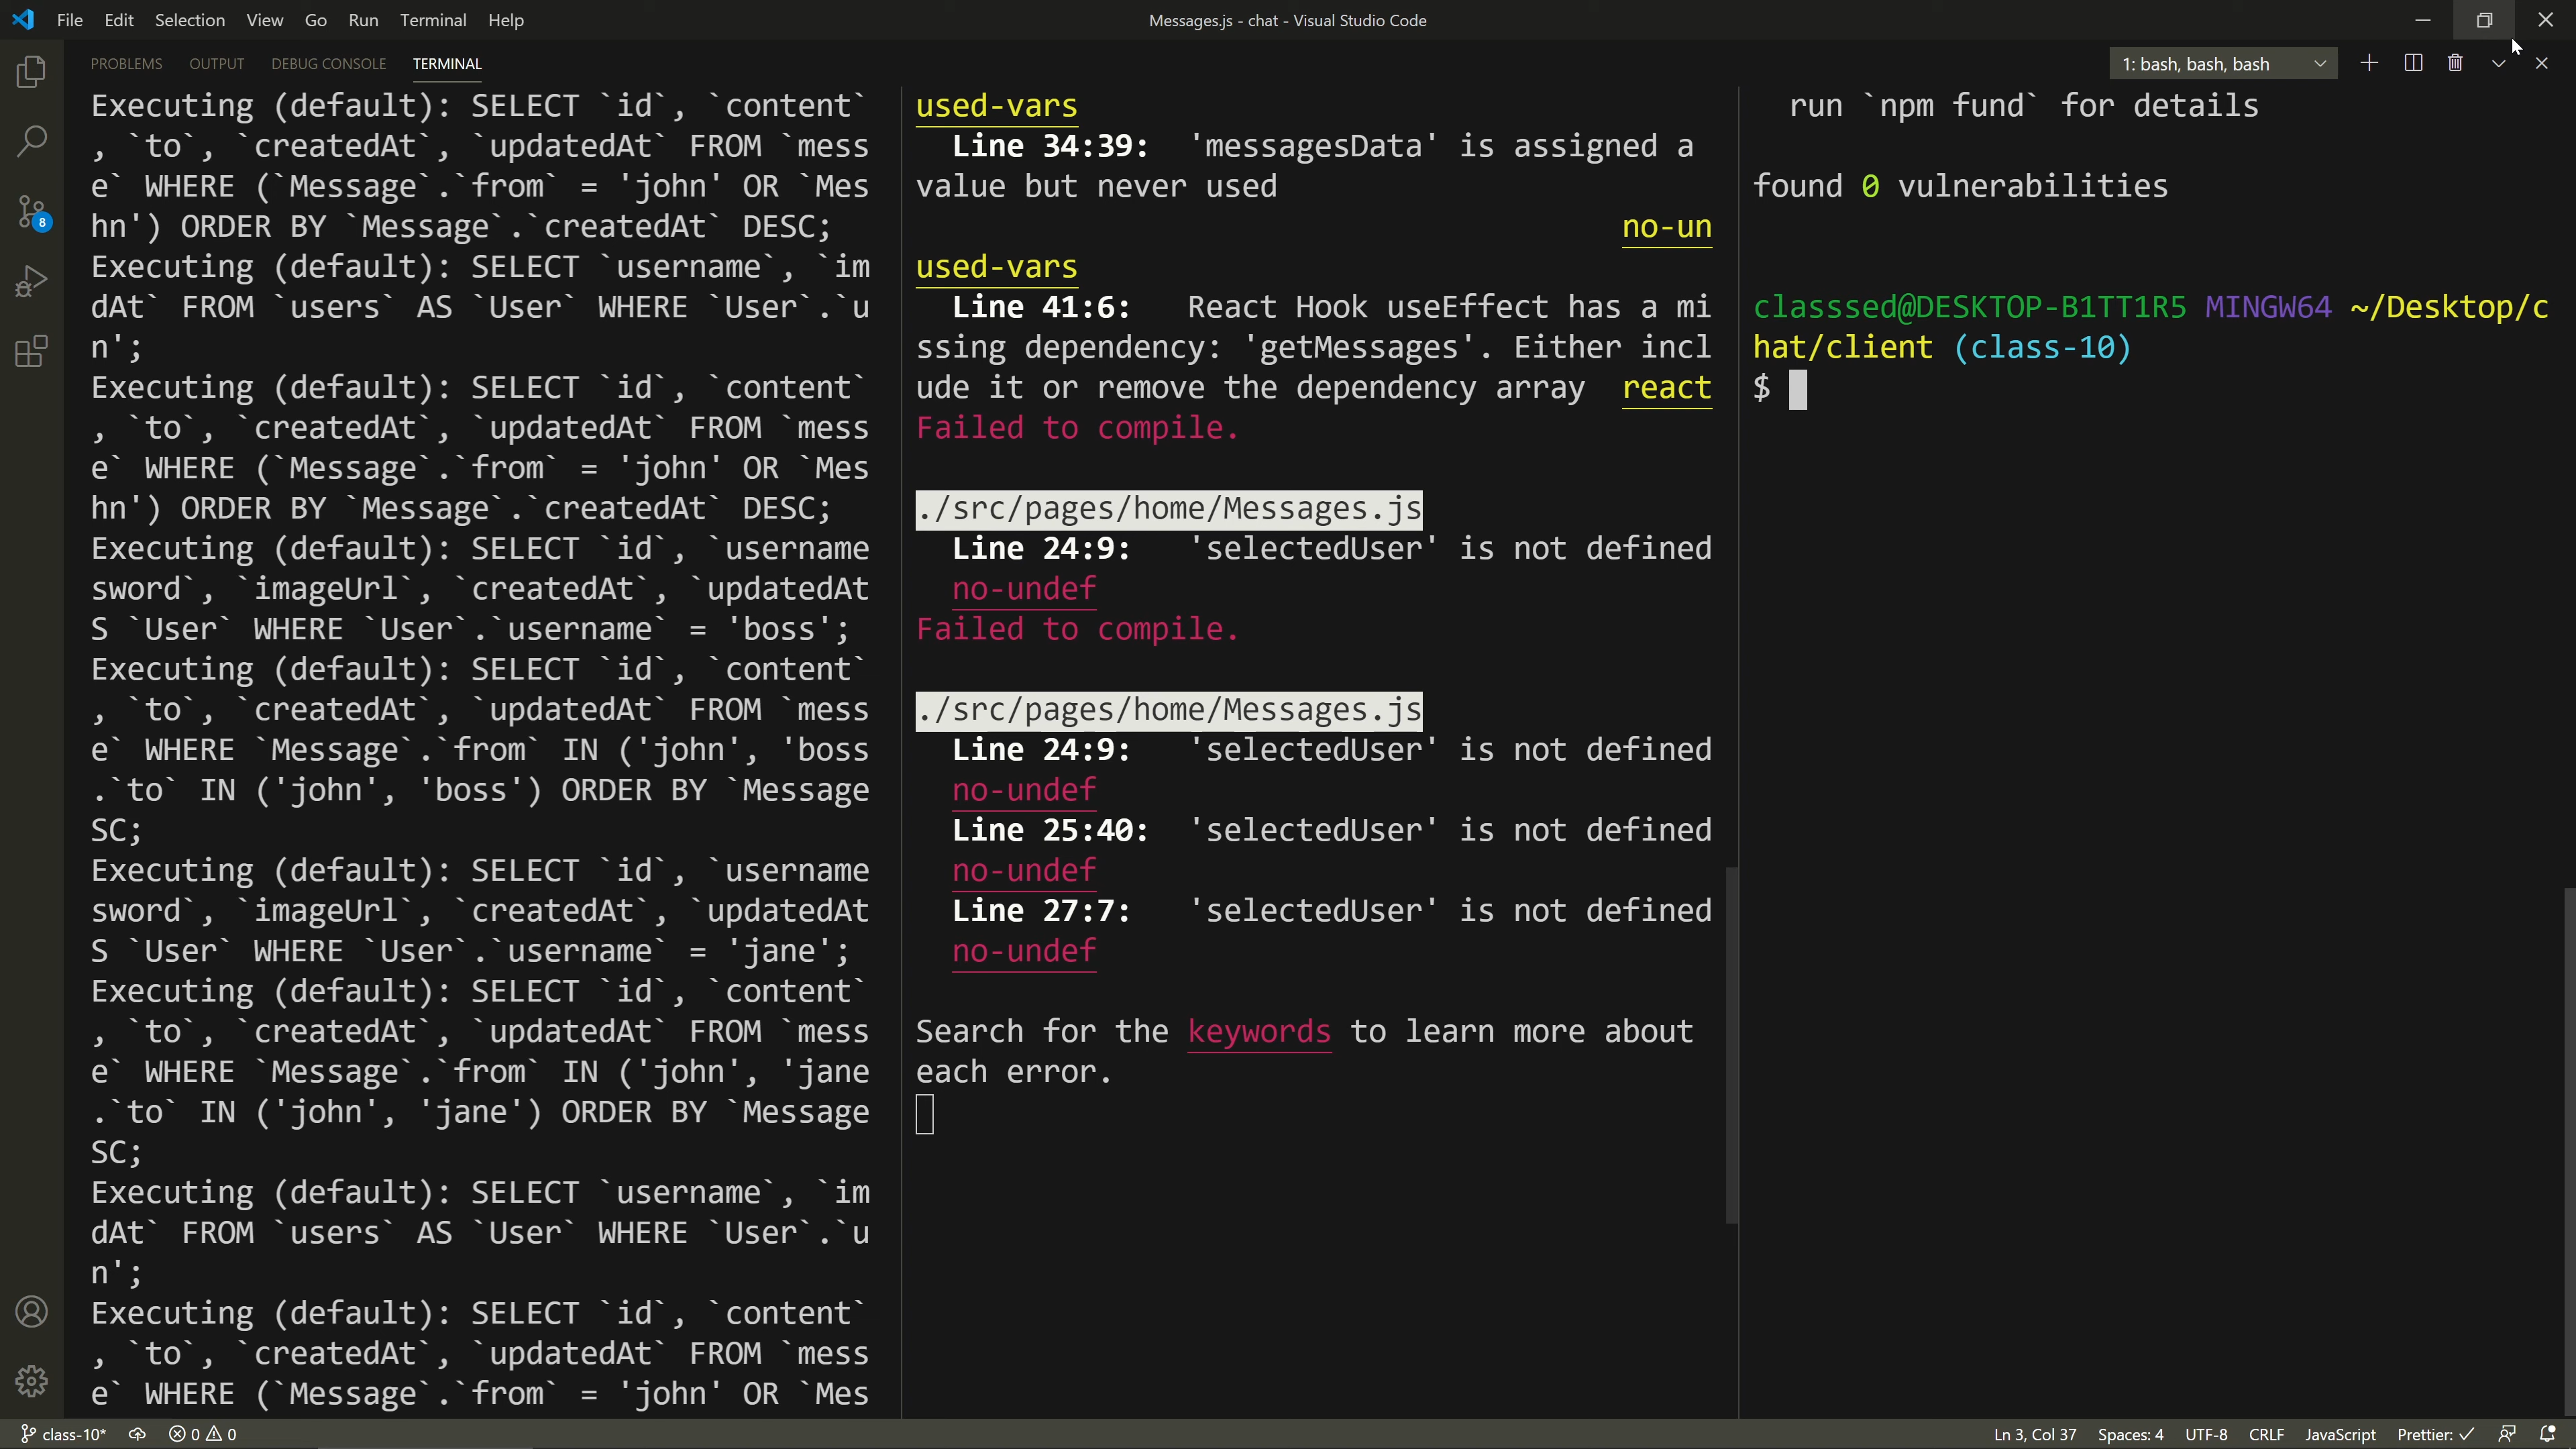 File Edit Selection View Go Run Terminal Help
Messages.js - chat - Visual Studio Code
PROBLEMS OUTPUT DEBUG CONSOLE TERMINAL
1: bash, bash, bash
Executing (default): SELECT `id`, `content`
, `to`, `createdAt`, `updatedAt` FROM `mess
e` WHERE (`Message`.`from` = 'john' OR `Mes
hn') ORDER BY `Message`.`createdAt` DESC;
Executing (default): SELECT `username`, `im
dAt` FROM `users` AS `User` WHERE `User`.`u
n';
Executing (default): SELECT `id`, `content`
, `to`, `createdAt`, `updatedAt` FROM `mess
e` WHERE (`Message`.`from` = 'john' OR `Mes
hn') ORDER BY `Message`.`createdAt` DESC;
Executing (default): SELECT `id`, `username
sword`, `imageUrl`, `createdAt`, `updatedAt
S `User` WHERE `User`.`username` = 'boss';
Executing (default): SELECT `id`, `content`
, `to`, `createdAt`, `updatedAt` FROM `mess
e` WHERE `Message`.`from` IN ('john', 'boss
.`to` IN ('john', 'boss') ORDER BY `Message
SC;
Executing (default): SELECT `id`, `username
sword`, `imageUrl`, `createdAt`, `updatedAt
S `User` WHERE `User`.`username` = 'jane';
Executing (default): SELECT `id`, `content`
, `to`, `createdAt`, `updatedAt` FROM `mess
e` WHERE `Message`.`from` IN ('john', 'jane
.`to` IN ('john', 'jane') ORDER BY `Message
SC;
Executing (default): SELECT `username`, `im
dAt` FROM `users` AS `User` WHERE `User`.`u
n';
Executing (default): SELECT `id`, `content`
, `to`, `createdAt`, `updatedAt` FROM `mess
e` WHERE (`Message`.`from` = 'john' OR `Mes
used-vars
Line 34:39: 'messagesData' is assigned a
value but never used
no-un
used-vars
Line 41:6: React Hook useEffect has a mi
ssing dependency: 'getMessages'. Either incl
ude it or remove the dependency array react
Failed to compile.
./src/pages/home/Messages.js
Line 24:9: 'selectedUser' is not defined
no-undef
Failed to compile.
./src/pages/home/Messages.js
Line 24:9: 'selectedUser' is not defined
no-undef
Line 25:40: 'selectedUser' is not defined
no-undef
Line 27:7: 'selectedUser' is not defined
no-undef
Search for the keywords to learn more about
each error.
run `npm fund` for details
found 0 vulnerabilities
classsed@DESKTOP-B1TT1R5 MINGW64 ~/Desktop/c
hat/client (class-10)
$
8
class-10* 0 0
Ln 3, Col 37 Spaces: 4 UTF-8 CRLF JavaScript Prettier: ✓